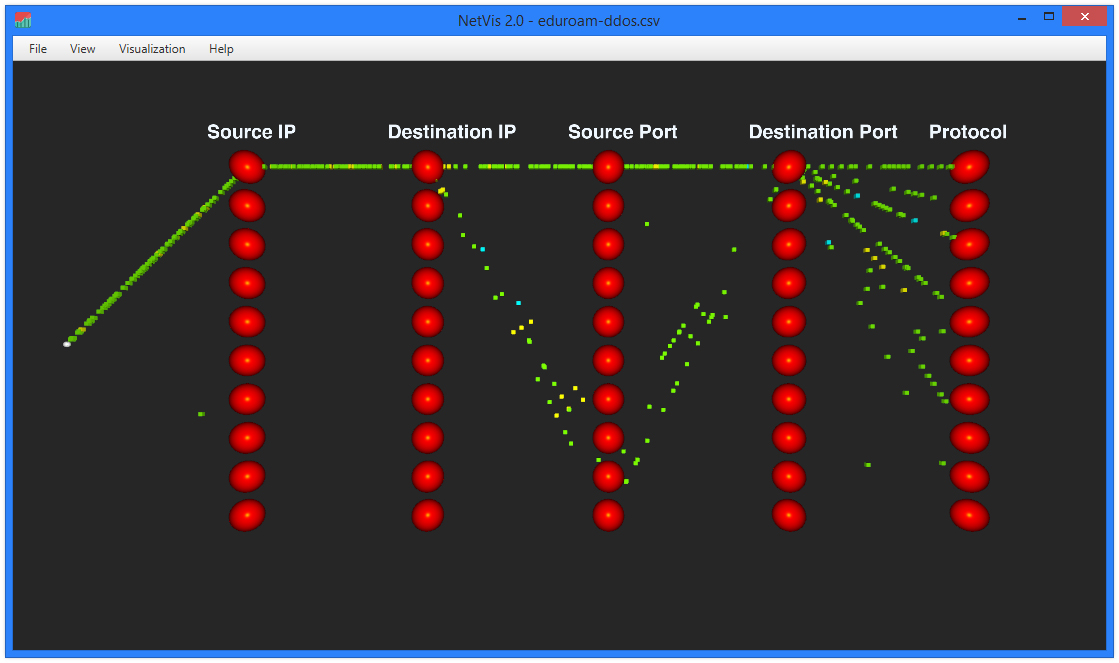 NetVis 2.0 - eduroam-ddos.csv
File View Visualization Help
Source IP Destination IP Source Port Destination Port Protocol